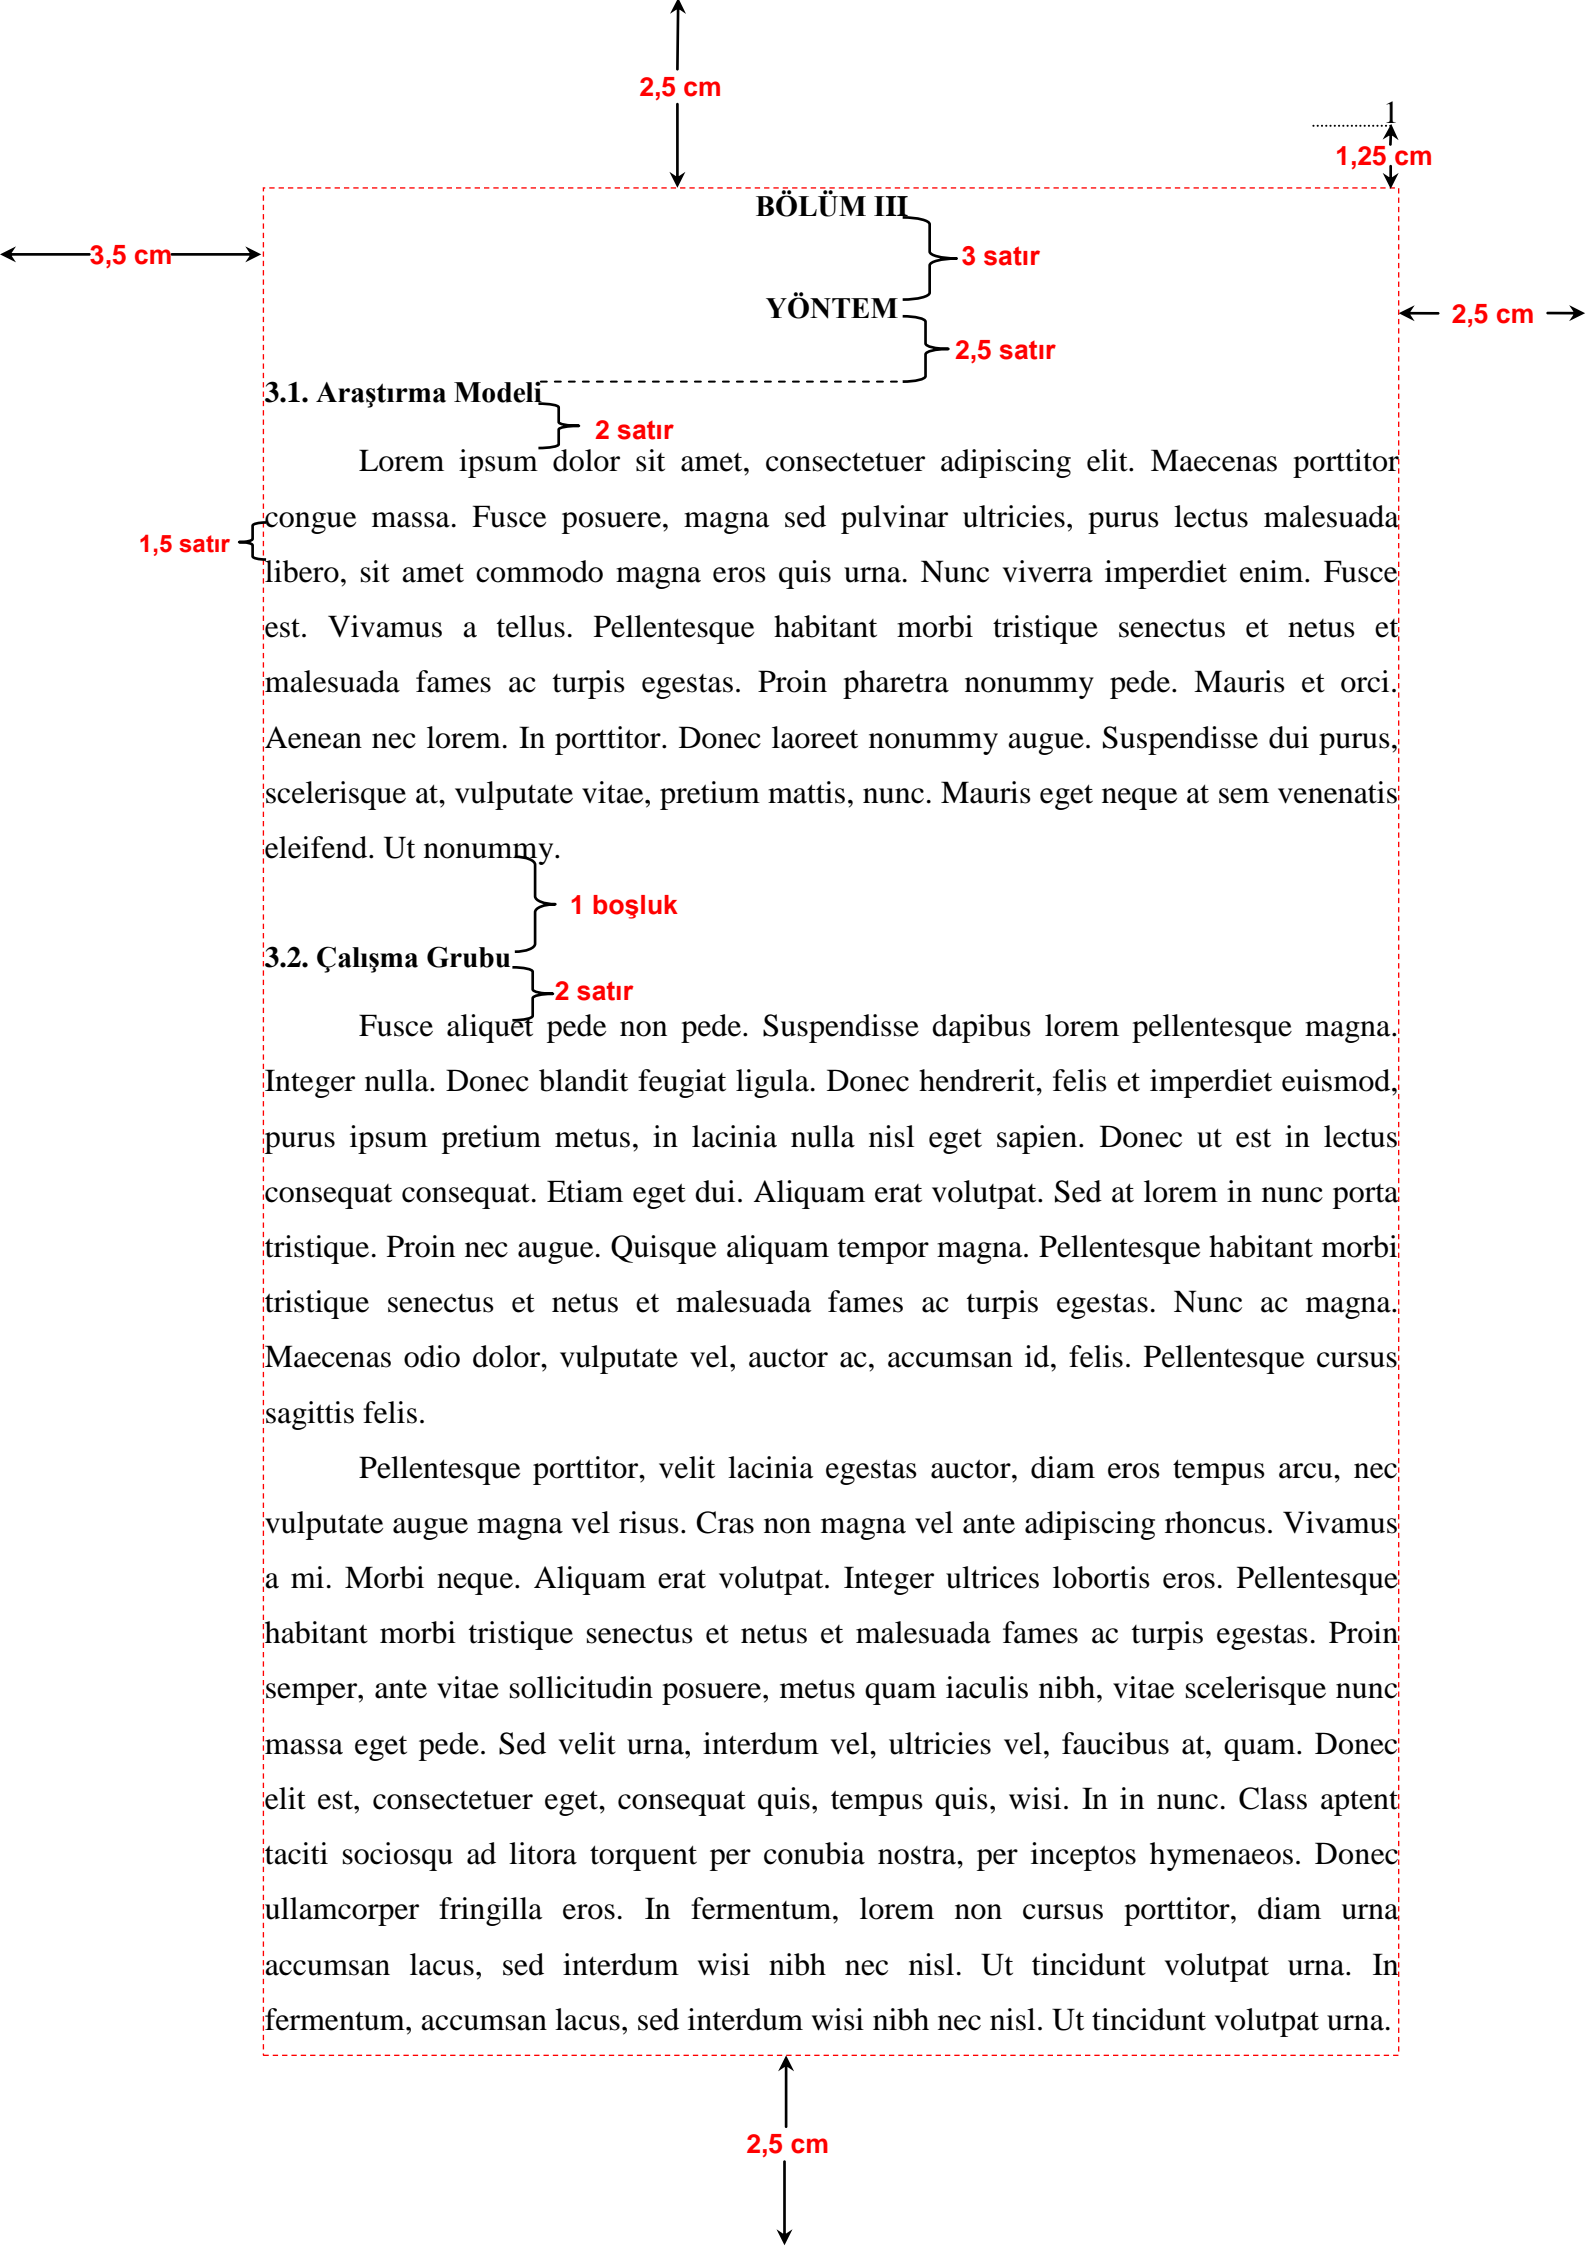 2,5 cm
1
1,25 cm
BÖLÜM III
3,5 cm
3 satır
YÖNTEM
2,5 cm
2,5 satır
3.1. Araştırma Modeli
2 satır
Lorem ipsum dolor sit amet, consectetuer adipiscing elit. Maecenas porttitor
congue massa. Fusce posuere, magna sed pulvinar ultricies, purus lectus malesuada
1,5 satır
libero, sit amet commodo magna eros quis urna. Nunc viverra imperdiet enim. Fusce
est. Vivamus a tellus. Pellentesque habitant morbi tristique senectus et netus et
malesuada fames ac turpis egestas. Proin pharetra nonummy pede. Mauris et orci.
Aenean nec lorem. In porttitor. Donec laoreet nonummy augue. Suspendisse dui purus,
scelerisque at, vulputate vitae, pretium mattis, nunc. Mauris eget neque at sem venenatis
eleifend. Ut nonummy.
1 boşluk
3.2. Çalışma Grubu
2 satır
Fusce aliquet pede non pede. Suspendisse dapibus lorem pellentesque magna.
Integer nulla. Donec blandit feugiat ligula. Donec hendrerit, felis et imperdiet euismod,
purus ipsum pretium metus, in lacinia nulla nisl eget sapien. Donec ut est in lectus
consequat consequat. Etiam eget dui. Aliquam erat volutpat. Sed at lorem in nunc porta
tristique. Proin nec augue. Quisque aliquam tempor magna. Pellentesque habitant morbi
tristique senectus et netus et malesuada fames ac turpis egestas. Nunc ac magna.
Maecenas odio dolor, vulputate vel, auctor ac, accumsan id, felis. Pellentesque cursus
sagittis felis.
Pellentesque porttitor, velit lacinia egestas auctor, diam eros tempus arcu, nec
vulputate augue magna vel risus. Cras non magna vel ante adipiscing rhoncus. Vivamus
a mi. Morbi neque. Aliquam erat volutpat. Integer ultrices lobortis eros. Pellentesque
habitant morbi tristique senectus et netus et malesuada fames ac turpis egestas. Proin
semper, ante vitae sollicitudin posuere, metus quam iaculis nibh, vitae scelerisque nunc
massa eget pede. Sed velit urna, interdum vel, ultricies vel, faucibus at, quam. Donec
elit est, consectetuer eget, consequat quis, tempus quis, wisi. In in nunc. Class aptent
taciti sociosqu ad litora torquent per conubia nostra, per inceptos hymenaeos. Donec
ullamcorper fringilla eros. In fermentum, lorem non cursus porttitor, diam urna
accumsan lacus, sed interdum wisi nibh nec nisl. Ut tincidunt volutpat urna. In
fermentum, accumsan lacus, sed interdum wisi nibh nec nisl. Ut tincidunt volutpat urna.
2,5 cm